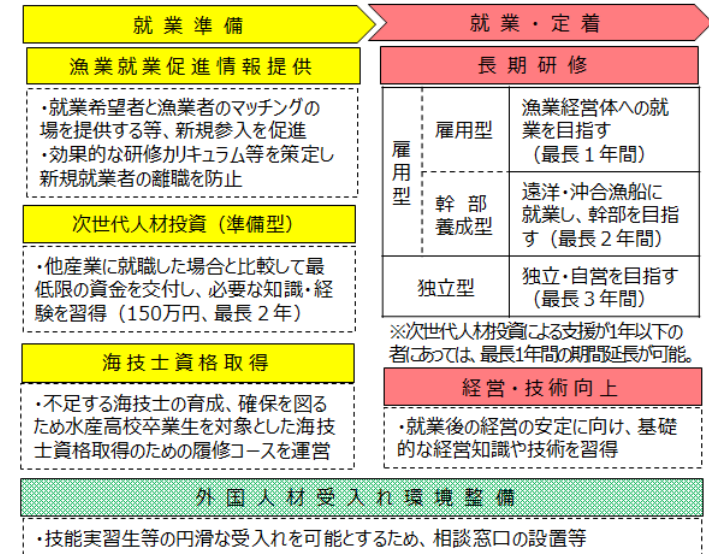 就業準備
漁業就業促進情報提供
・就業希望者と漁業者のマッチングの
場を提供する等、新規参入を促進
・効果的な研修カリキュラム等を策定し
新規就業者の離職を防止
次世代人材投資（準備型）
・他産業に就職した場合と比較して最
低限の資金を交付し、必要な知識・経
験を習得（150万円、最長２年）
海技士資格取得
・不足する海技士の育成、確保を図る
ため水産高校卒業生を対象とした海技
士資格取得のための履修コースを運営
就業・定着
長期研修
雇用型
雇用型
漁業経営体への就
業を目指す
（最長１年間）
幹部
養成型
遠洋・沖合漁船に
就業し、幹部を目指
す（最長２年間）
独立型
独立・自営を目指す
（最長３年間）
※次世代人材投資による支援が1年以下の
者にあっては、最長1年間の期間延長が可能。
経営・技術向上
・就業後の経営の安定に向け、基礎
的な経営知識や技術を習得
外国人材受入れ環境整備
・技能実習生等の円滑な受入れを可能とするため、相談窓口の設置等